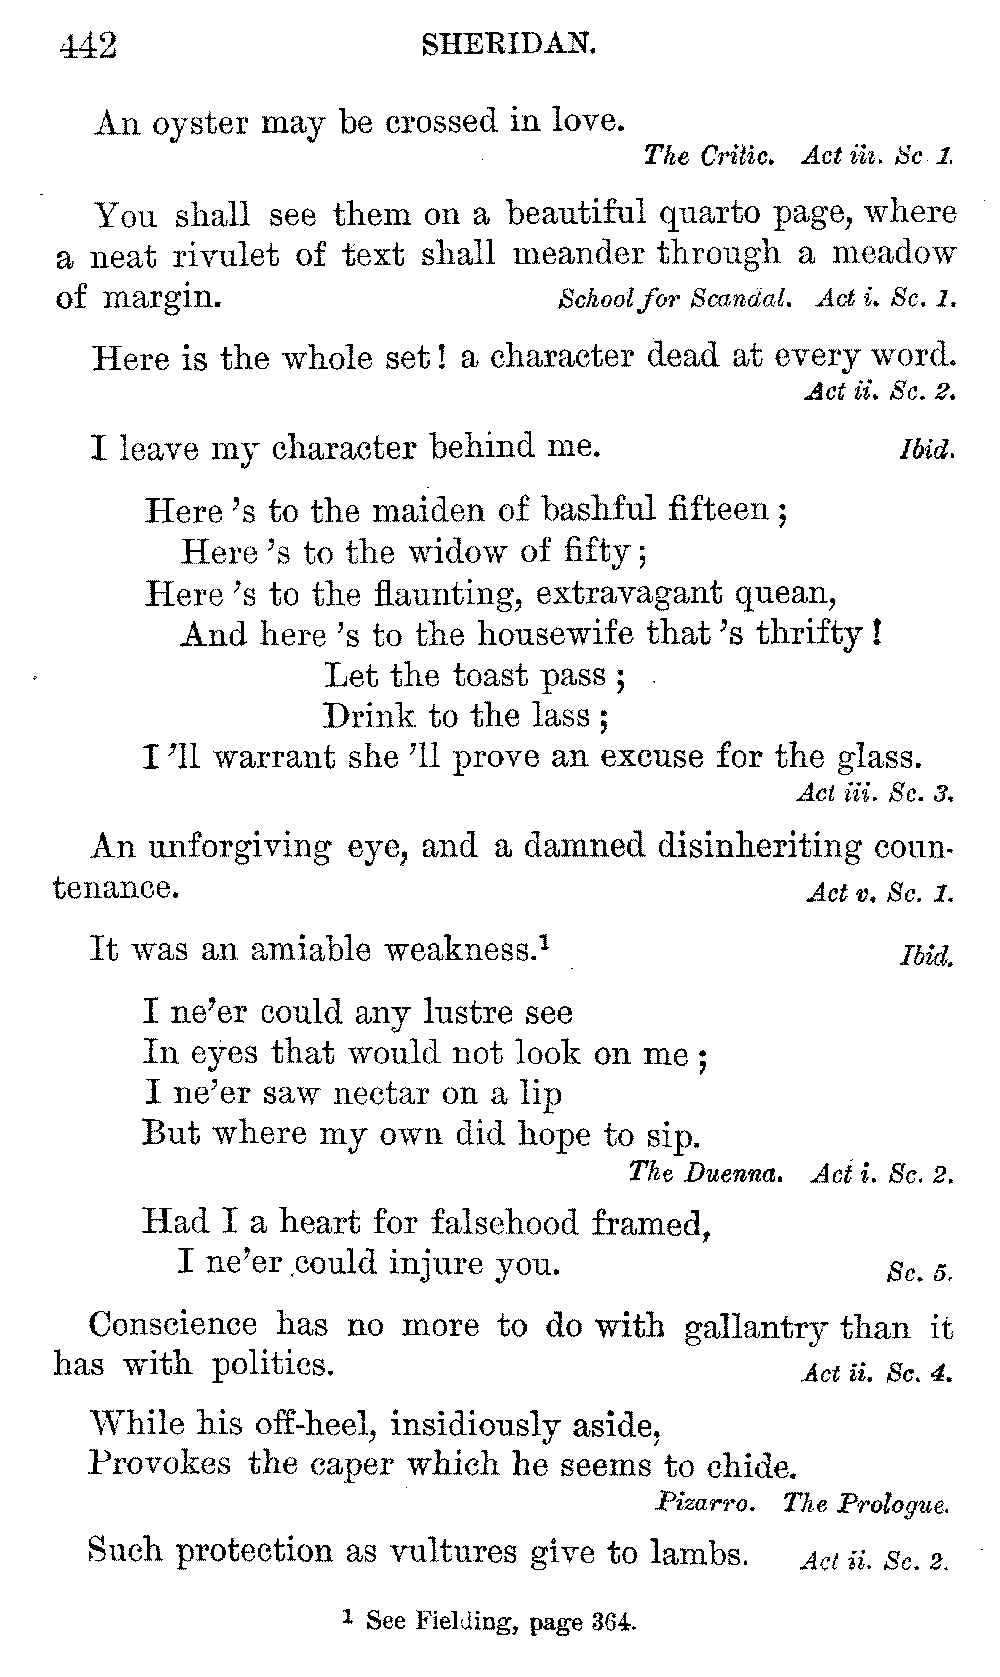 442 SHERIDAN.
An oyster may be crossed in love.
The Critic. Act iii. Sc 1.
You shall see them on a beautiful quarto page, where
a neat rivulet of text shall meander through a meadow
of margin. School for Scandal. Act i. Sc. 1.
Here is the whole set! a character dead at every word.
Act ii. Sc. 2.
I leave my character behind me. Ibid.
Here 's to the maiden of bashful fifteen;
Here 's to the widow of fifty;
Here 's to the flaunting, extravagant quean,
And here 's to the housewife that 's thrifty!
Let the toast pass;
Drink to the lass;
I 'll warrant she 'll prove an excuse for the glass.
Act iii. Sc. 3.
An unforgiving eye, and a damned disinheriting coun-
tenance. Act v. Sc. 1.
It was an amiable weakness.¹ Ibid.
I ne'er could any lustre see
In eyes that would not look on me;
I ne'er saw nectar on a lip
But where my own did hope to sip.
The Duenna. Act i. Sc. 2.
Had I a heart for falsehood framed,
I ne'er could injure you. Sc. 5.
Conscience has no more to do with gallantry than it
has with politics. Act ii. Sc. 4.
While his off-heel, insidiously aside,
Provokes the caper which he seems to chide.
Pizarro. The Prologue.
Such protection as vultures give to lambs. Act ii. Sc. 2.
¹ See Fielding, page 364.